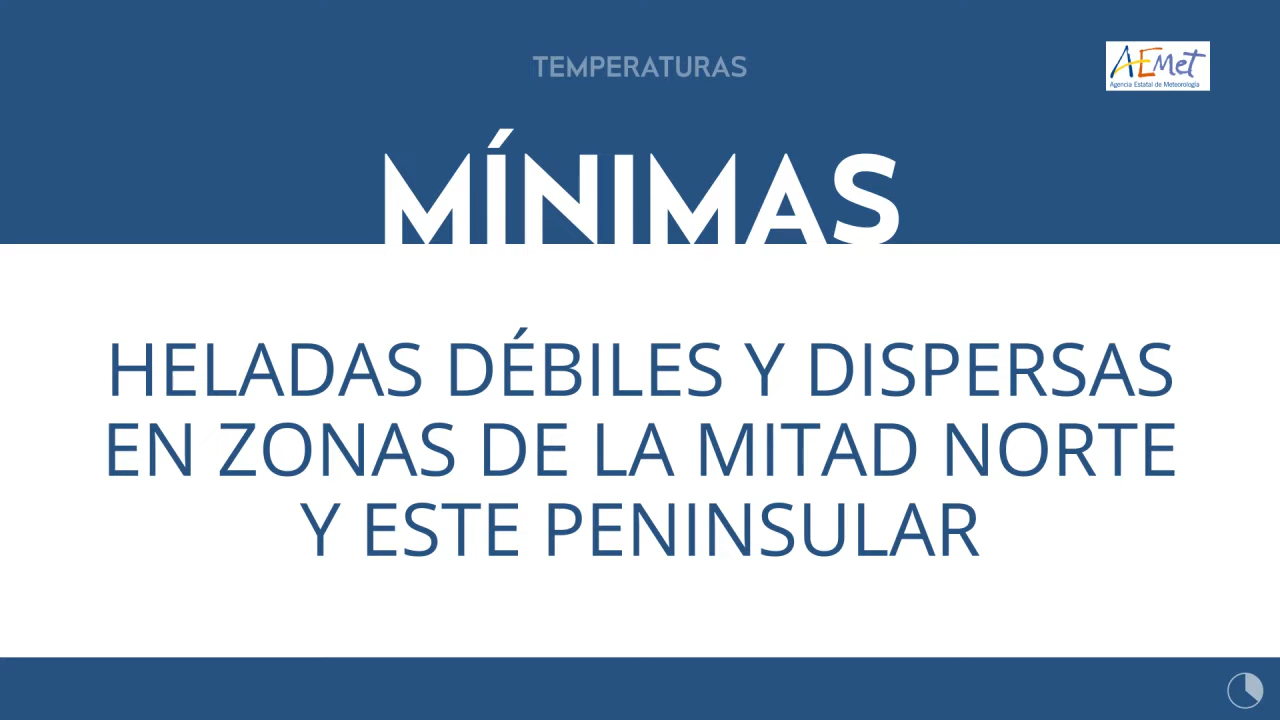 TEMPERATURAS
AEMet
Agencia Estatal de Meteorología
MÍNIMAS
HELADAS DÉBILES Y DISPERSAS
EN ZONAS DE LA MITAD NORTE
Y ESTE PENINSULAR